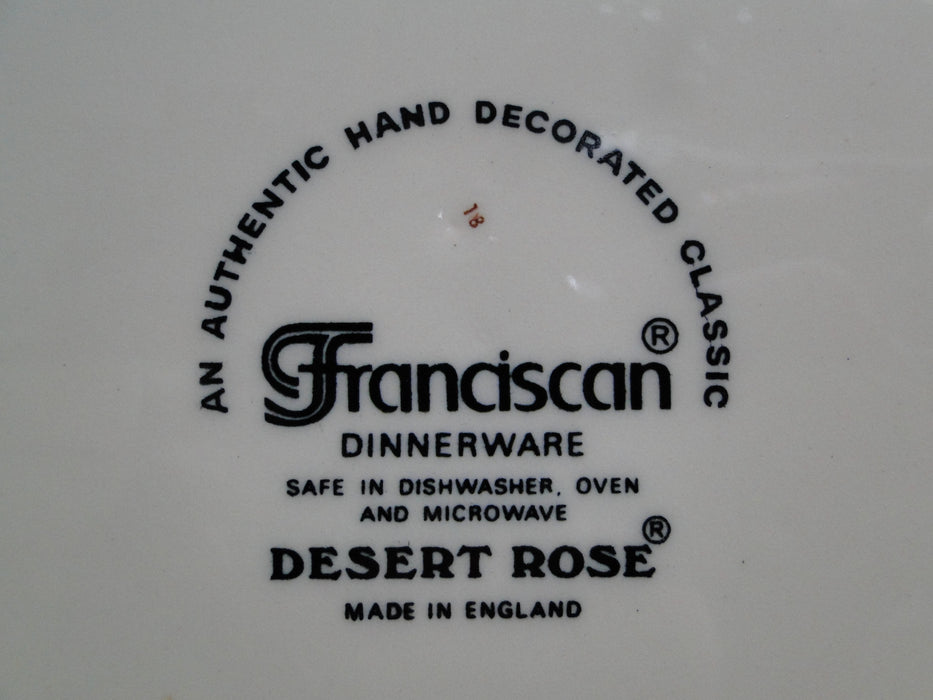 AN AUTHENTIC HAND DECORATED CLASSIC
18
Franciscan®
DINNERWARE
SAFE IN DISHWASHER, OVEN
AND MICROWAVE
DESERT ROSE®
MADE IN ENGLAND